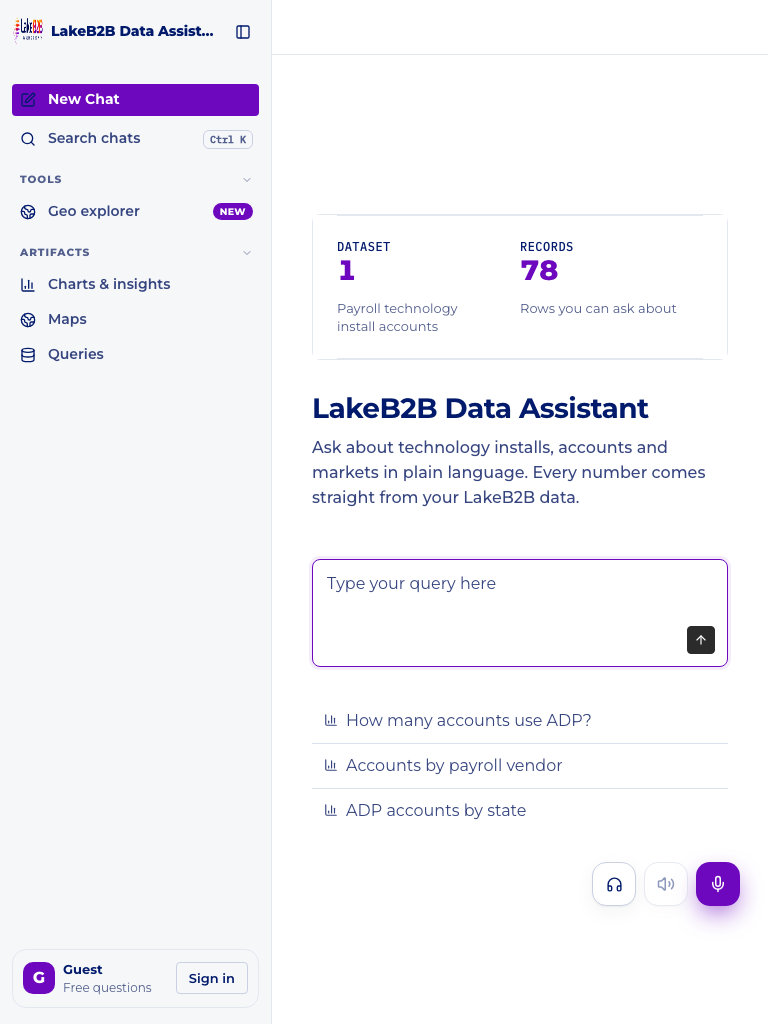 LakeB2B Data Assist...
New Chat
Search chats
Ctrl K
TOOLS
Geo explorer
NEW
ARTIFACTS
Charts & insights
Maps
Queries
DATASET
1
Payroll technology
install accounts
RECORDS
78
Rows you can ask about
LakeB2B Data Assistant
Ask about technology installs, accounts and
markets in plain language. Every number comes
straight from your LakeB2B data.
Type your query here
How many accounts use ADP?
Accounts by payroll vendor
ADP accounts by state
G
Guest
Free questions
Sign in